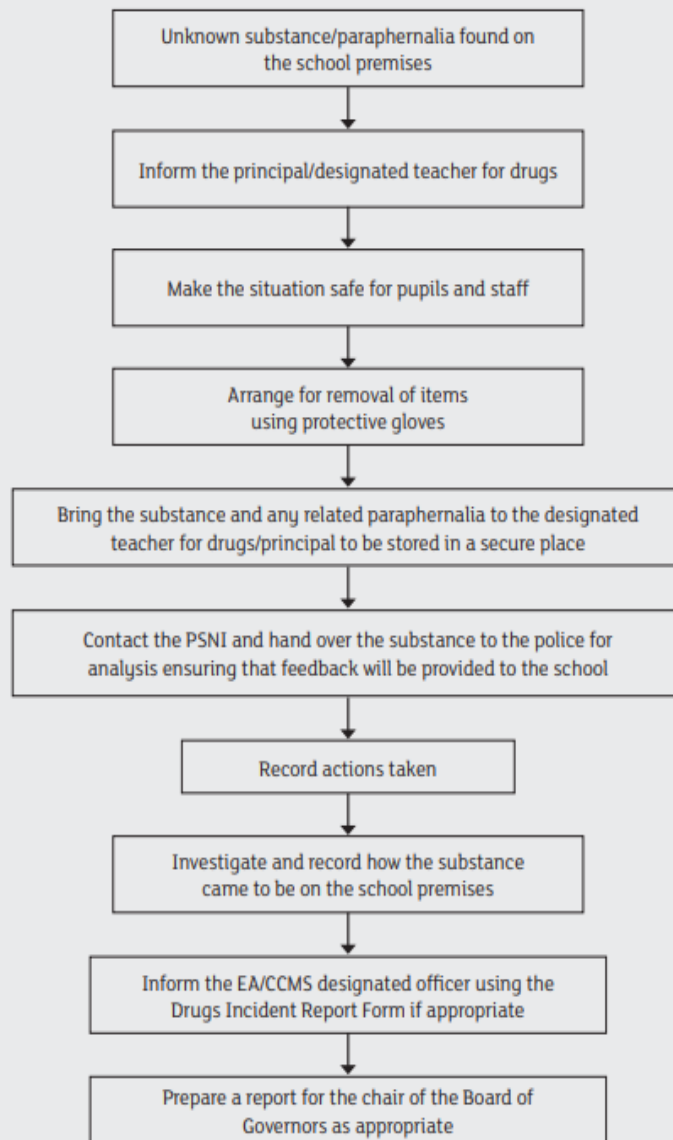 Unknown substance/paraphernalia found on
the school premises
Inform the principal/designated teacher for drugs
Make the situation safe for pupils and staff
Arrange for removal of items
using protective gloves
Bring the substance and any related paraphernalia to the designated
teacher for drugs/principal to be stored in a secure place
Contact the PSNI and hand over the substance to the police for
analysis ensuring that feedback will be provided to the school
Record actions taken
Investigate and record how the substance
came to be on the school premises
Inform the EA/CCMS designated officer using the
Drugs Incident Report Form if appropriate
Prepare a report for the chair of the Board of
Governors as appropriate